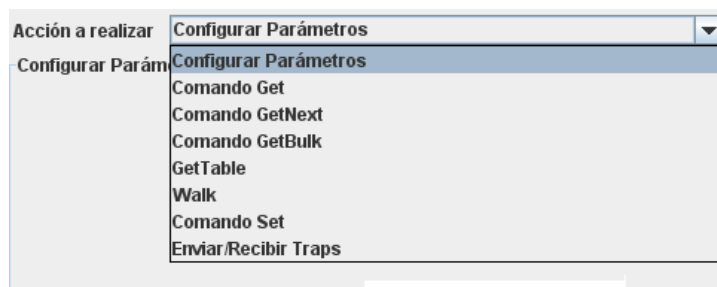 Acción a realizar Configurar Parámetros
Configurar Parám Configurar Parámetros
Comando Get
Comando GetNext
Comando GetBulk
GetTable
Walk
Comando Set
Enviar/Recibir Traps